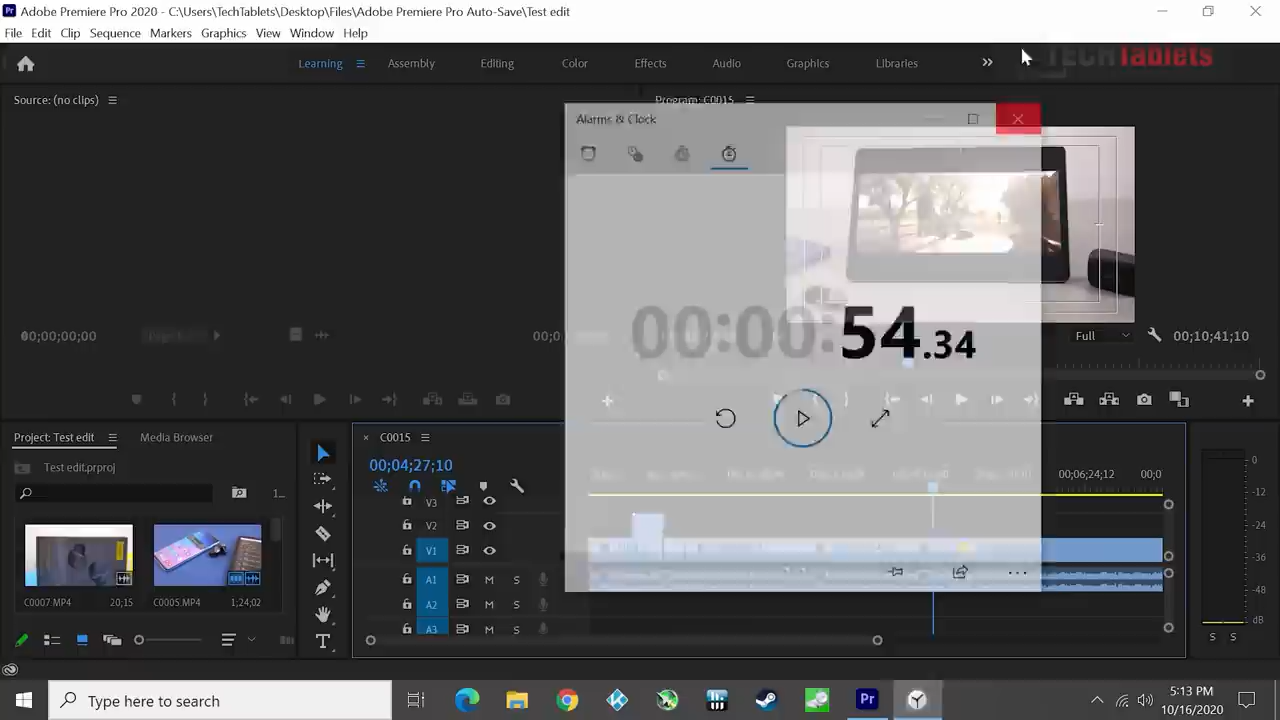 Adobe Premiere Pro 2020 - C:\Users\TechTablets\Desktop\Files\Adobe Premiere Pro Auto-Save\Test edit
File Edit Clip Sequence Markers Graphics View Window Help
Learning Assembly Editing Color Effects Audio Graphics Libraries
TECHTablets
Source: (no clips)
Program: C0015
Alarms & Clock
00:00:54.34
00;00;00;00
Full
00;10;41;10
Project: Test edit
Media Browser
Test edit.prproj
1...
C0007.MP4 20;15
C0005.MP4 1;24;02
C0015
00;04;27;10
00;06;24;12
00;0
V3
V2
V1
A1 M S
A2 M S
A3 M S
0
-12
-24
-36
-48
dB
S S
Type here to search
5:13 PM
10/16/2020